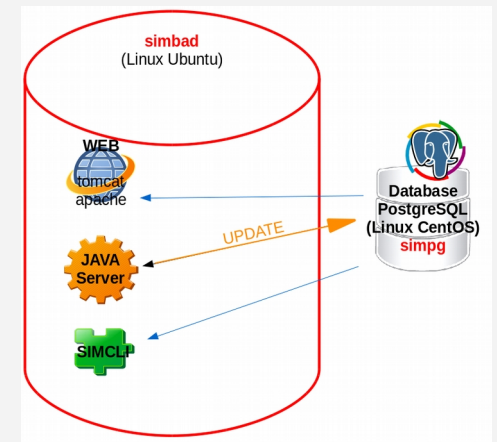 simbad
(Linux Ubuntu)
WEB
tomcat
apache
UPDATE
JAVA
Server
SIMCLI
Database
PostgreSQL
(Linux CentOS)
simpg